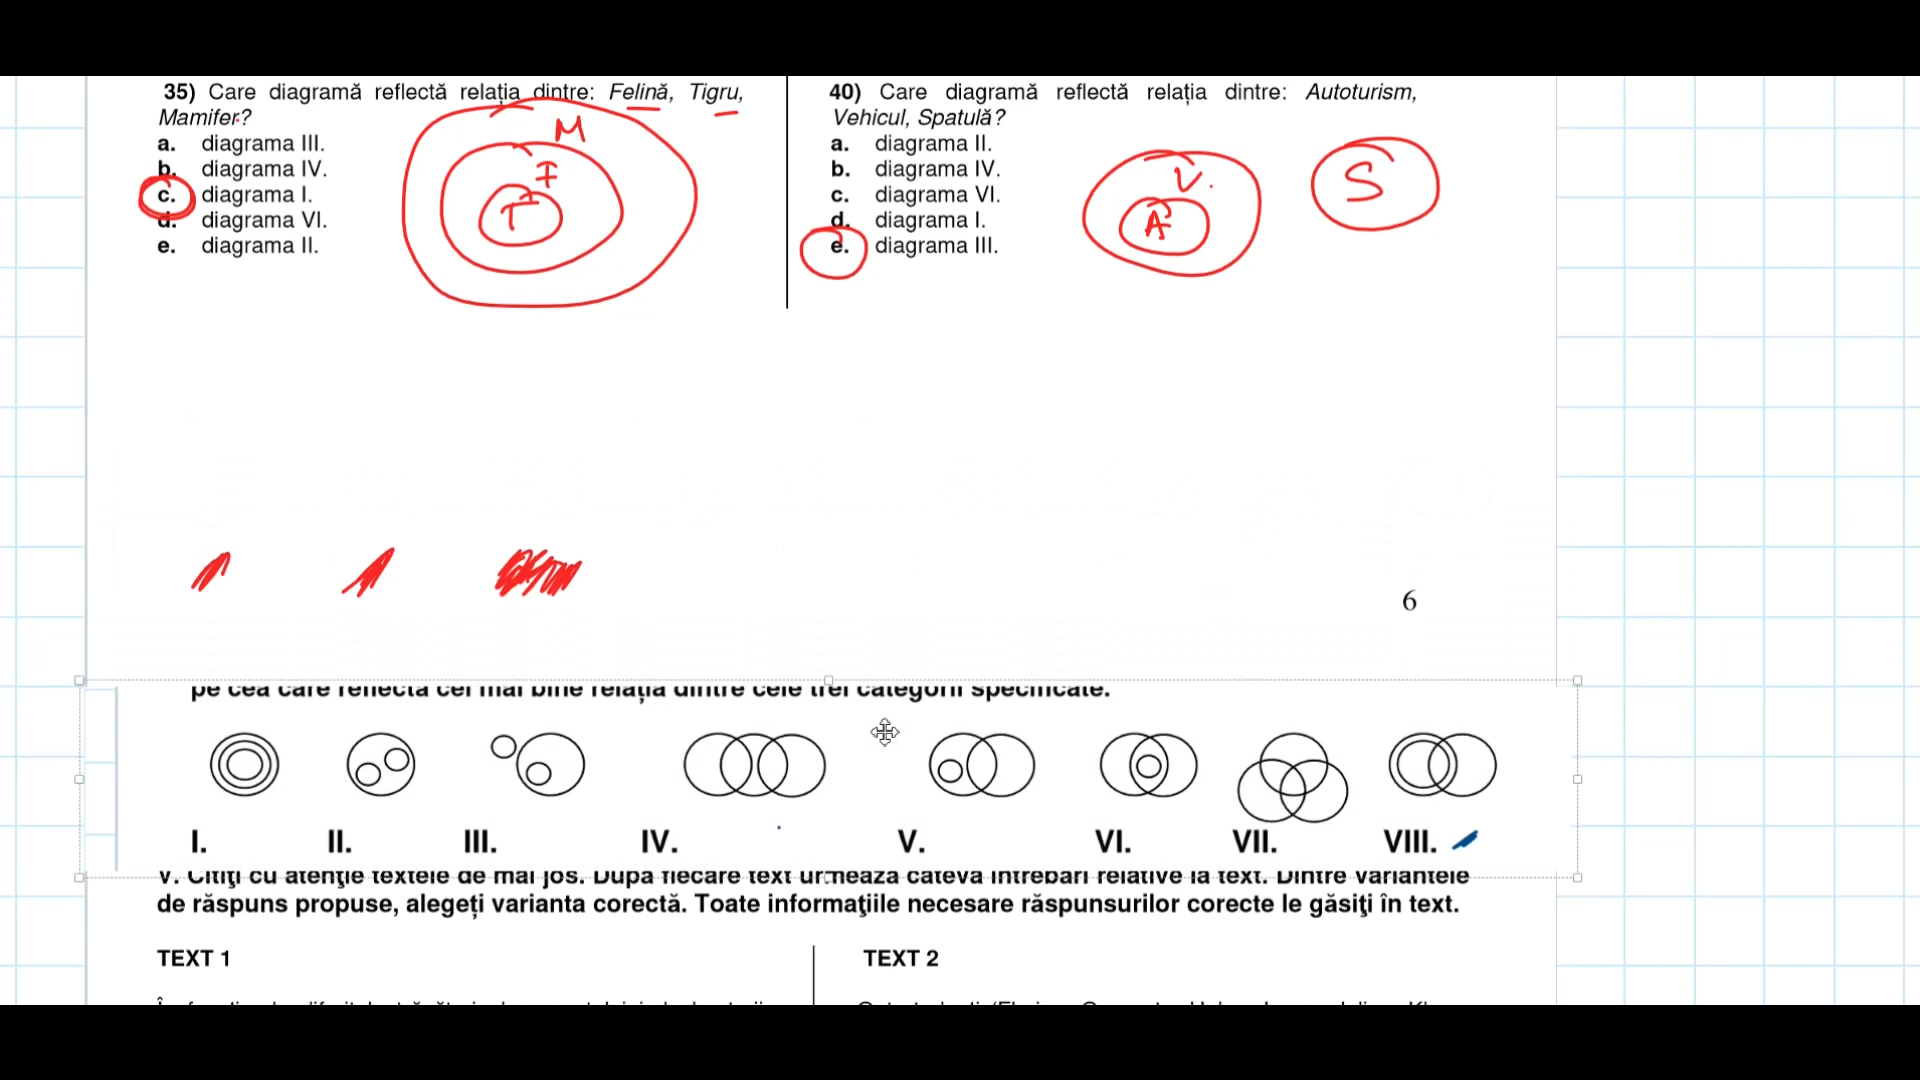 35) Care diagramă reflectă relația dintre: Felină, Tigru,
Mamifer?
a. diagrama III.
b. diagrama IV.
c. diagrama I.
d. diagrama VI.
e. diagrama II.
M
F
T
40) Care diagramă reflectă relația dintre: Autoturism,
Vehicul, Spatulă?
a. diagrama II.
b. diagrama IV.
c. diagrama VI.
d. diagrama I.
e. diagrama III.
V.
A
S
6
pe cea care reflectă cel mai bine relația dintre cele trei categorii specificate.
I. II. III. IV. V. VI. VII. VIII.
V. Citiţi cu atenţie textele de mai jos. După fiecare text urmează câteva întrebări relative la text. Dintre variantele
de răspuns propuse, alegeți varianta corectă. Toate informaţiile necesare răspunsurilor corecte le găsiţi în text.
TEXT 1
TEXT 2